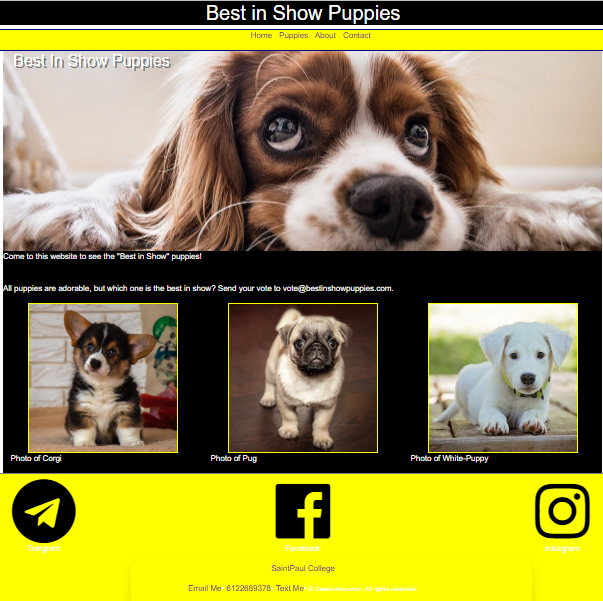 Best in Show Puppies
Home Puppies About Contact
Best In Show Puppies
Come to this website to see the "Best in Show" puppies!
All puppies are adorable, but which one is the best in show? Send your vote to vote@bestinshowpuppies.com.
Photo of Corgi
Photo of Pug
Photo of White-Puppy
Facebook
Instagram
SaintPaul College
Email Me 6122689378 Text Me. All rights reserved.